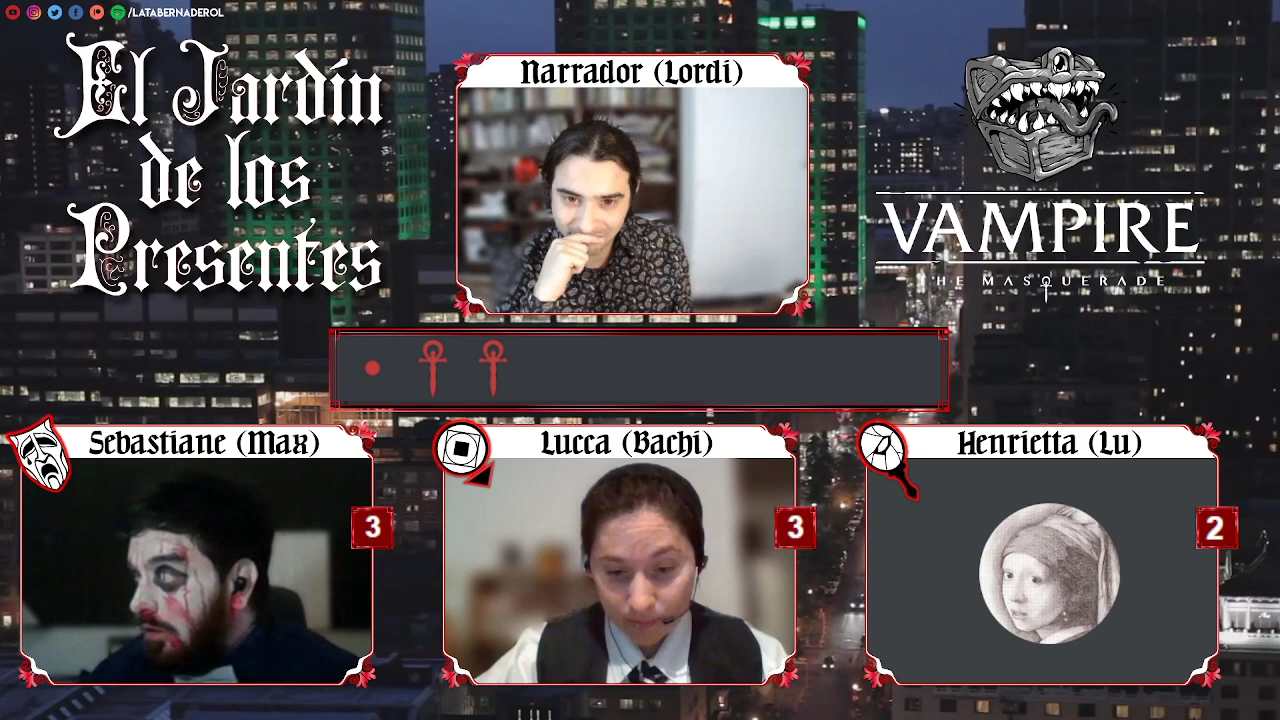 /LATABERNADEROL
El Jardín
de los
Presentes
Narrador (Lordi)
VAMPIRE
HE MASQUERADE
Sebastiane (Max)
Lucca (Bachi)
Henrietta (Lu)
3
3
2